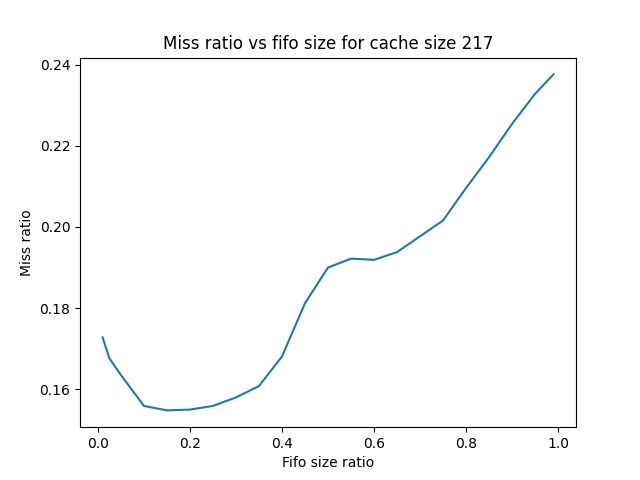 Miss ratio vs fifo size for cache size 217
0.24
0.22
0.20
0.18
0.16
Miss ratio
0.0 0.2 0.4 0.6 0.8 1.0
Fifo size ratio